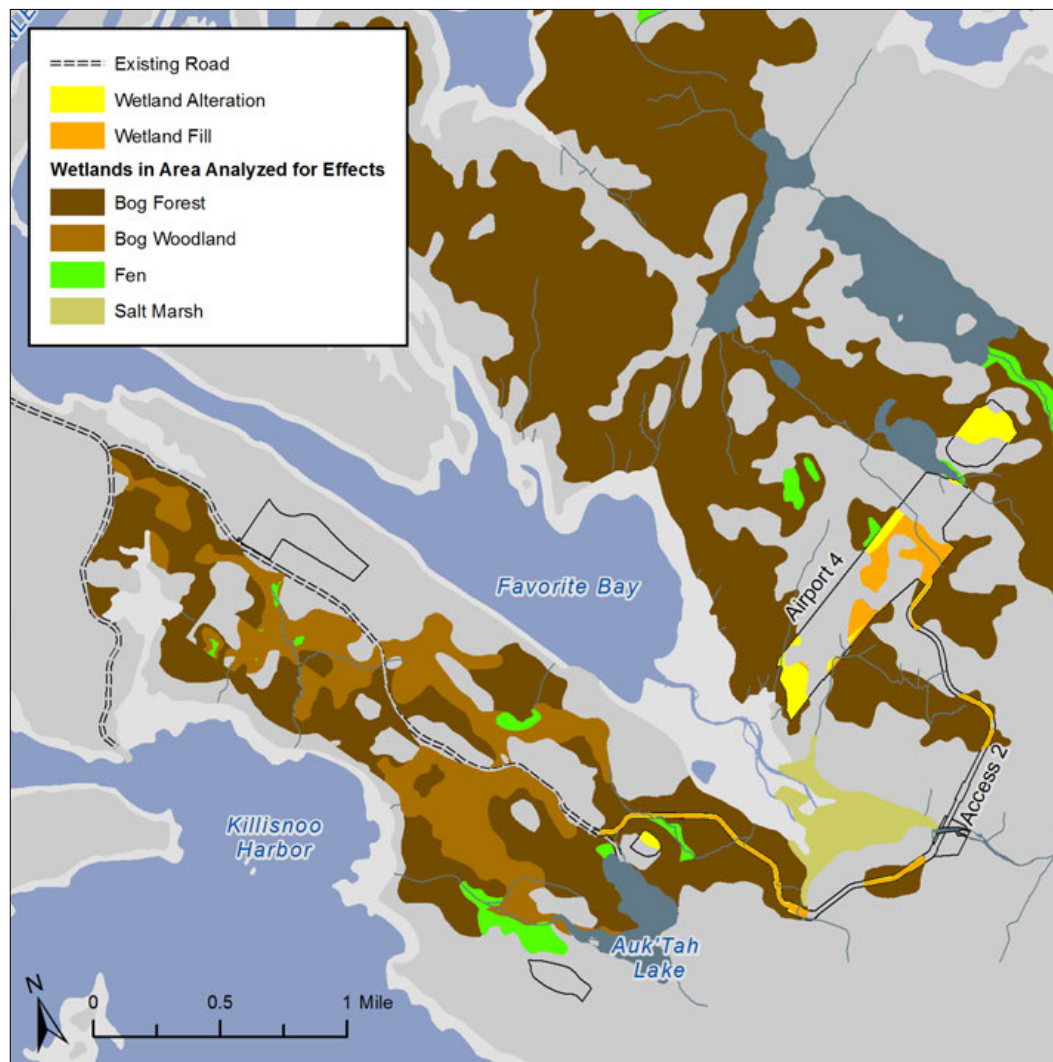 Existing Road
Wetland Alteration
Wetland Fill
Wetlands in Area Analyzed for Effects
Bog Forest
Bog Woodland
Fen
Salt Marsh
Favorite Bay
Airport 4
Access 2
Killisnoo
Harbor
Auk'Tah
Lake
N
0
0.5
1 Mile